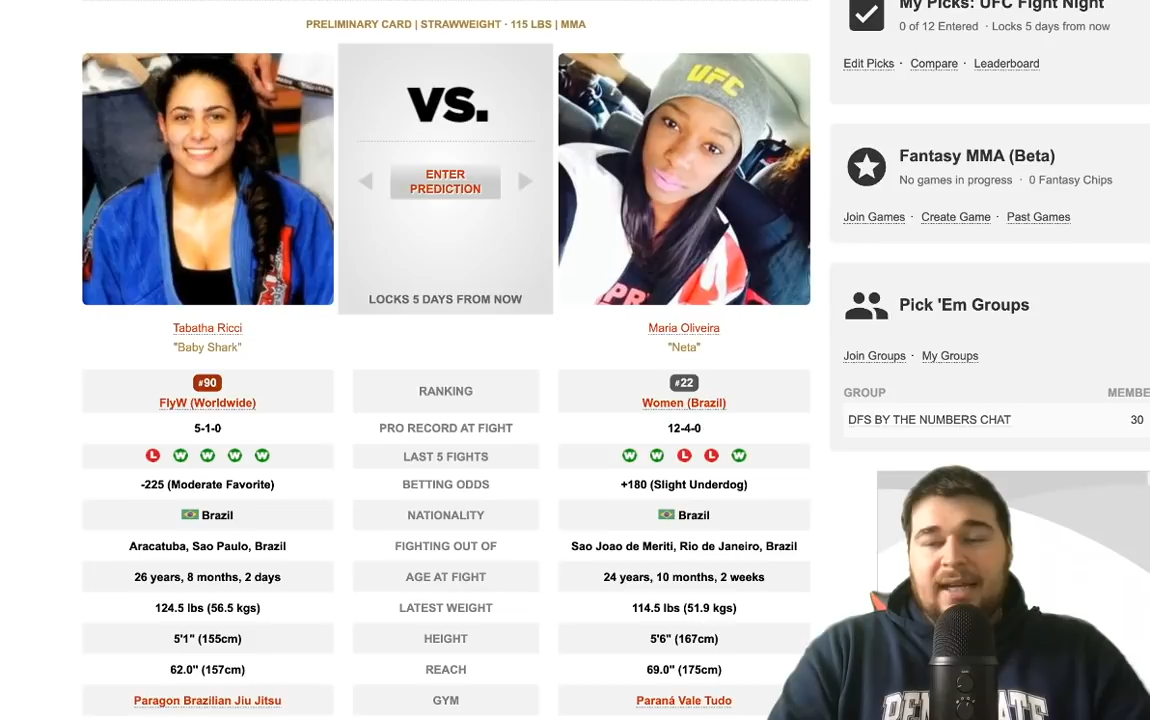 PRELIMINARY CARD | STRAWWEIGHT · 115 LBS | MMA
VS.
ENTER
PREDICTION
LOCKS 5 DAYS FROM NOW
UFC
Tabatha Ricci
"Baby Shark"
Maria Oliveira
"Neta"
#90
FlyW (Worldwide)
RANKING
#22
Women (Brazil)
5-1-0
PRO RECORD AT FIGHT
12-4-0
L W W W W
LAST 5 FIGHTS
W W L L W
-225 (Moderate Favorite)
BETTING ODDS
+180 (Slight Underdog)
Brazil
NATIONALITY
Brazil
Aracatuba, Sao Paulo, Brazil
FIGHTING OUT OF
Sao Joao de Meriti, Rio de Janeiro, Brazil
26 years, 8 months, 2 days
AGE AT FIGHT
24 years, 10 months, 2 weeks
124.5 lbs (56.5 kgs)
LATEST WEIGHT
114.5 lbs (51.9 kgs)
5'1" (155cm)
HEIGHT
5'6" (167cm)
62.0" (157cm)
REACH
69.0" (175cm)
Paragon Brazilian Jiu Jitsu
GYM
Paraná Vale Tudo
My Picks: UFC Fight Night
0 of 12 Entered · Locks 5 days from now
Edit Picks · Compare · Leaderboard
Fantasy MMA (Beta)
No games in progress · 0 Fantasy Chips
Join Games · Create Game · Past Games
Pick 'Em Groups
Join Groups · My Groups
GROUP MEMBE
DFS BY THE NUMBERS CHAT 30